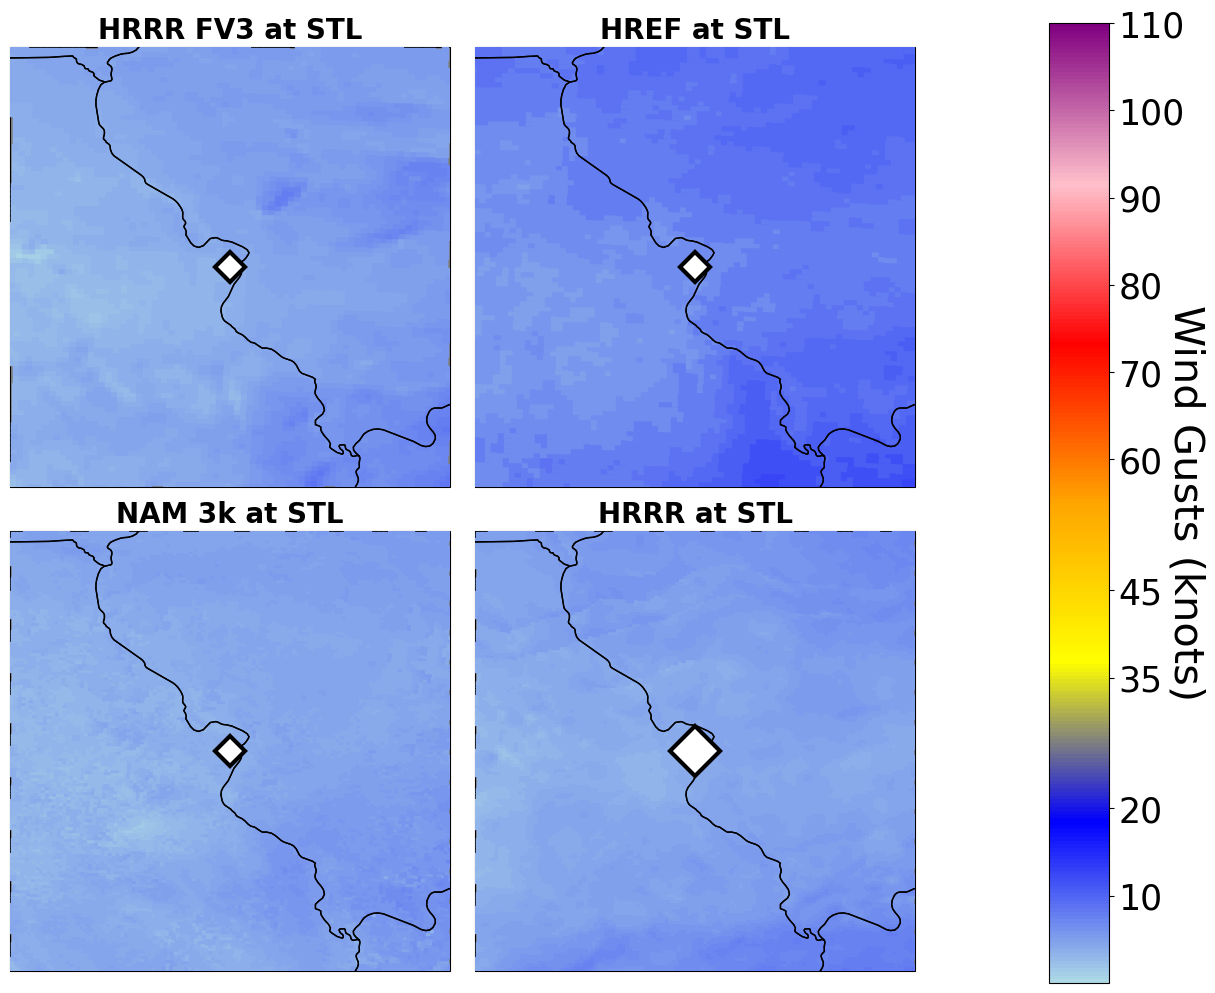 HRRR FV3 at STL
HREF at STL
NAM 3k at STL
HRRR at STL
110
100
90
80
70
60
45
35
20
10
Wind Gusts (knots)